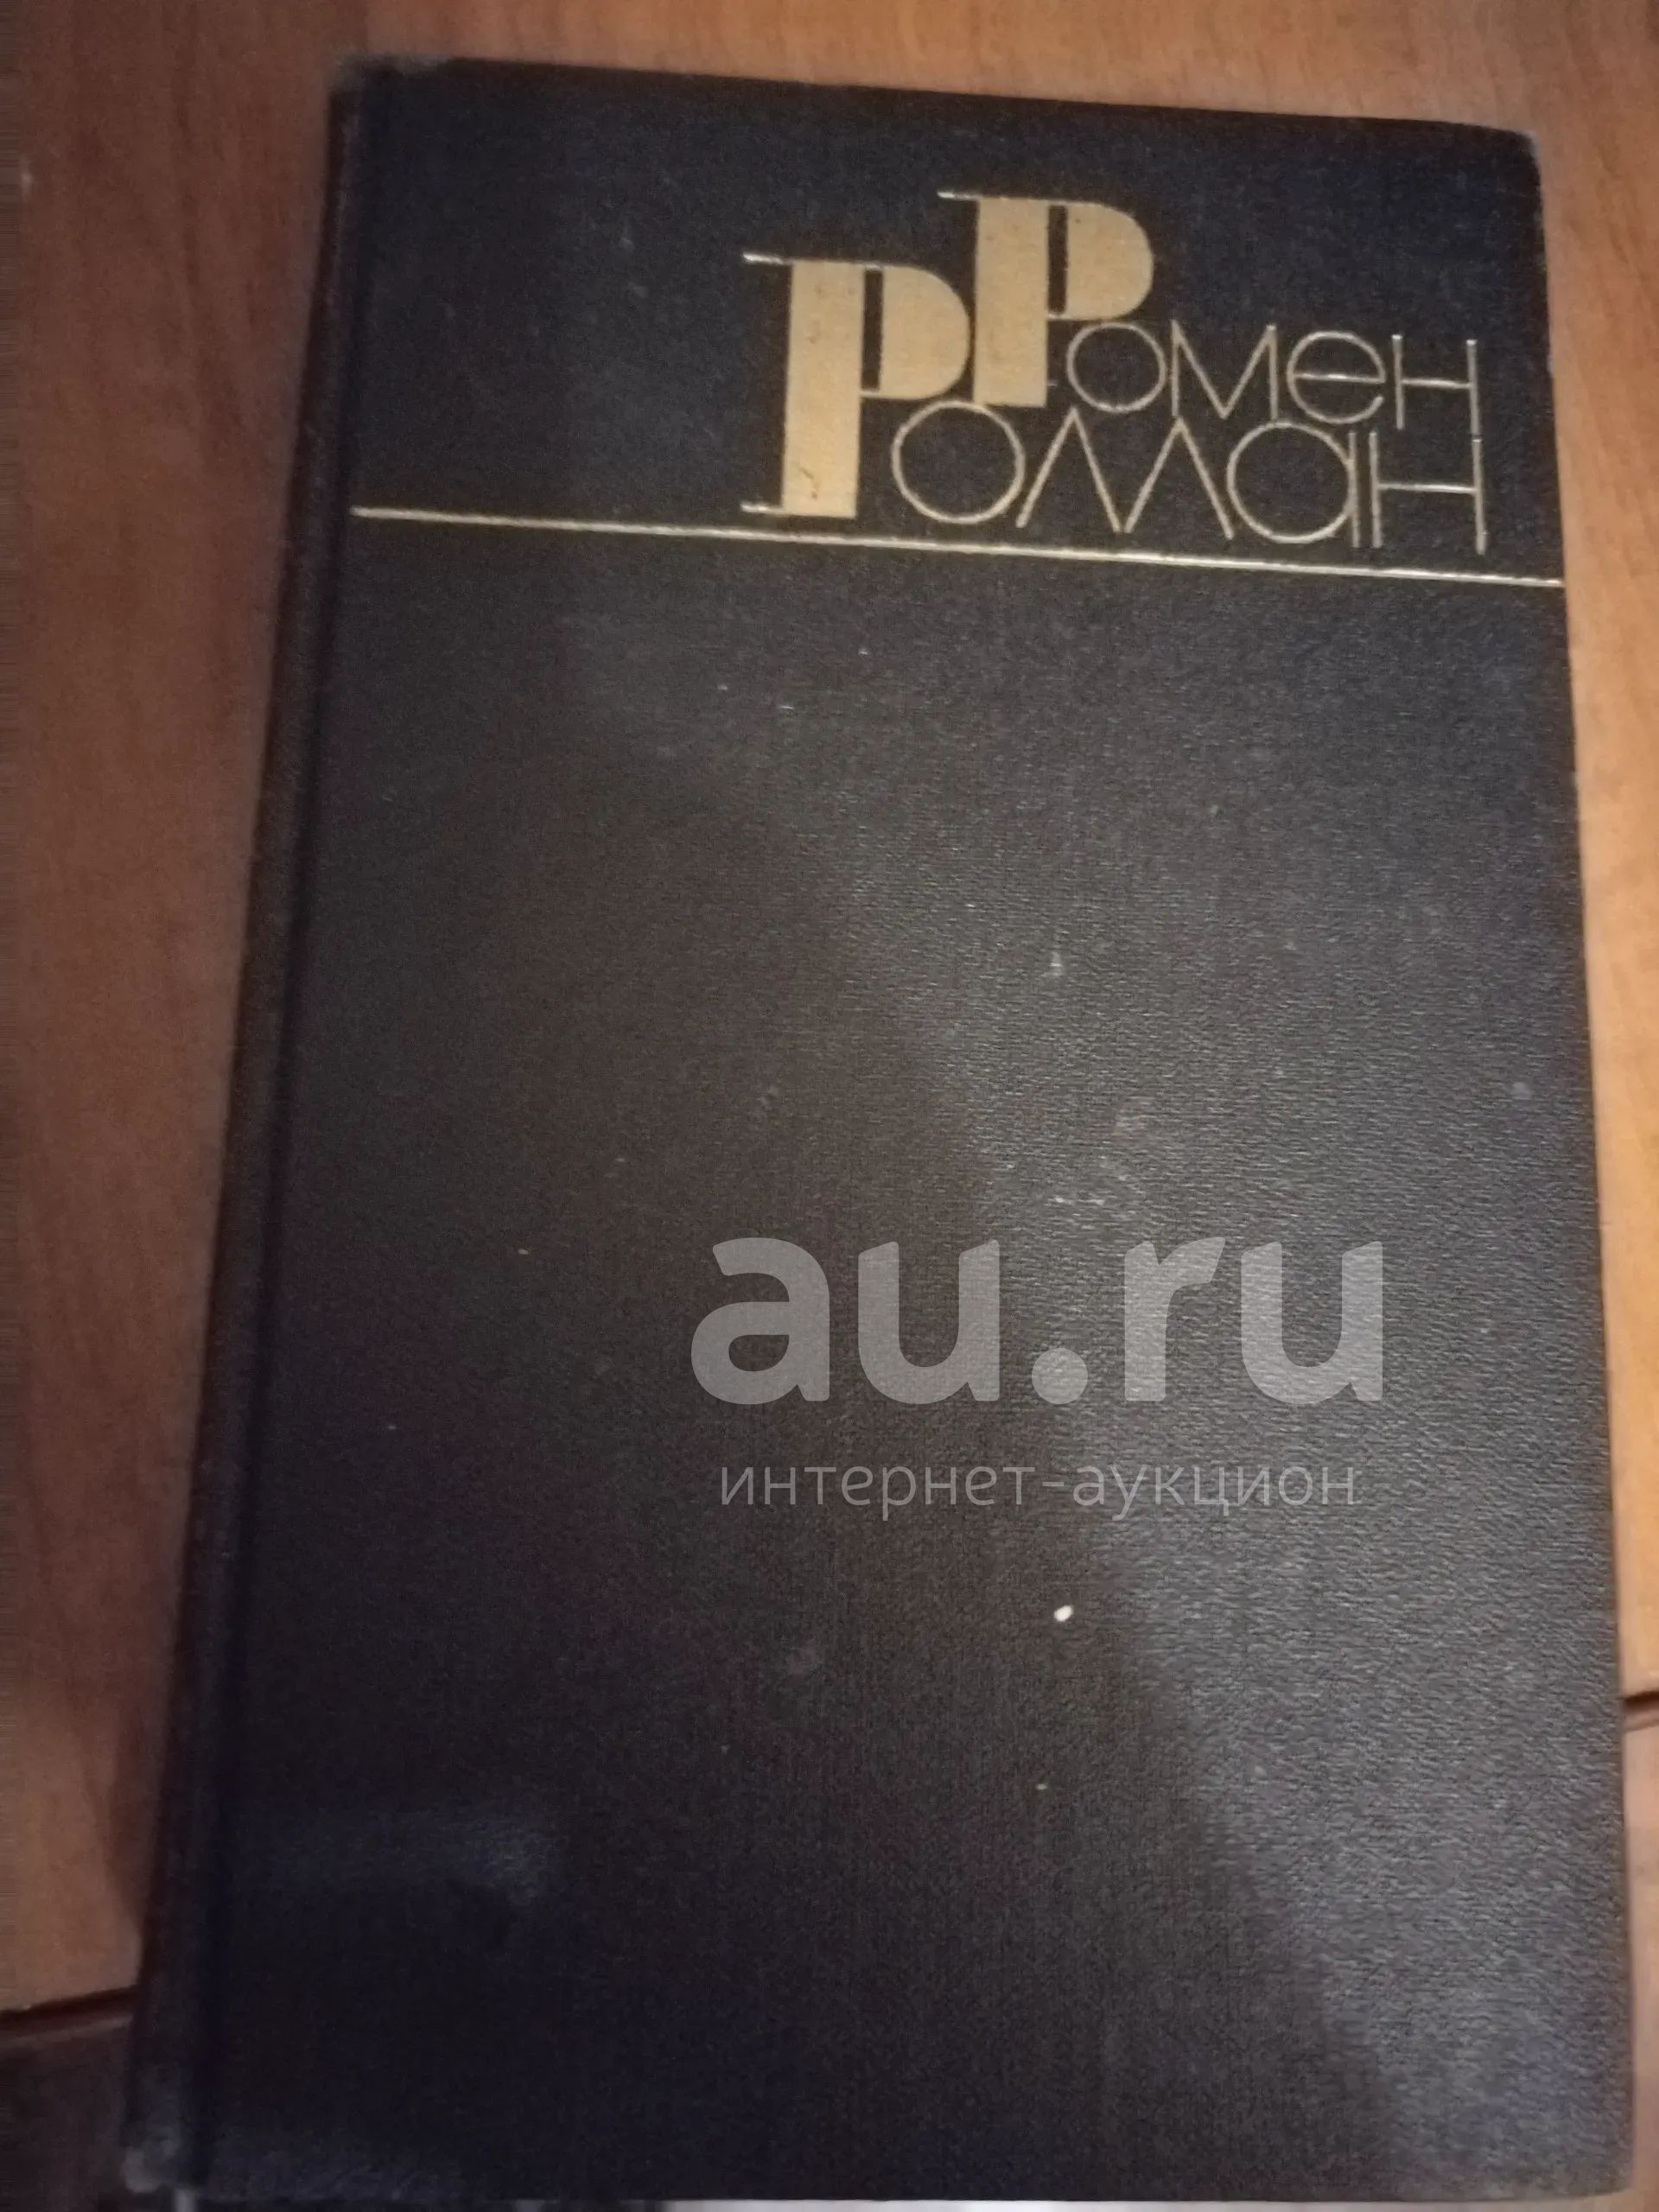 Ромен
Роллан
au.ru
интернет-аукцион